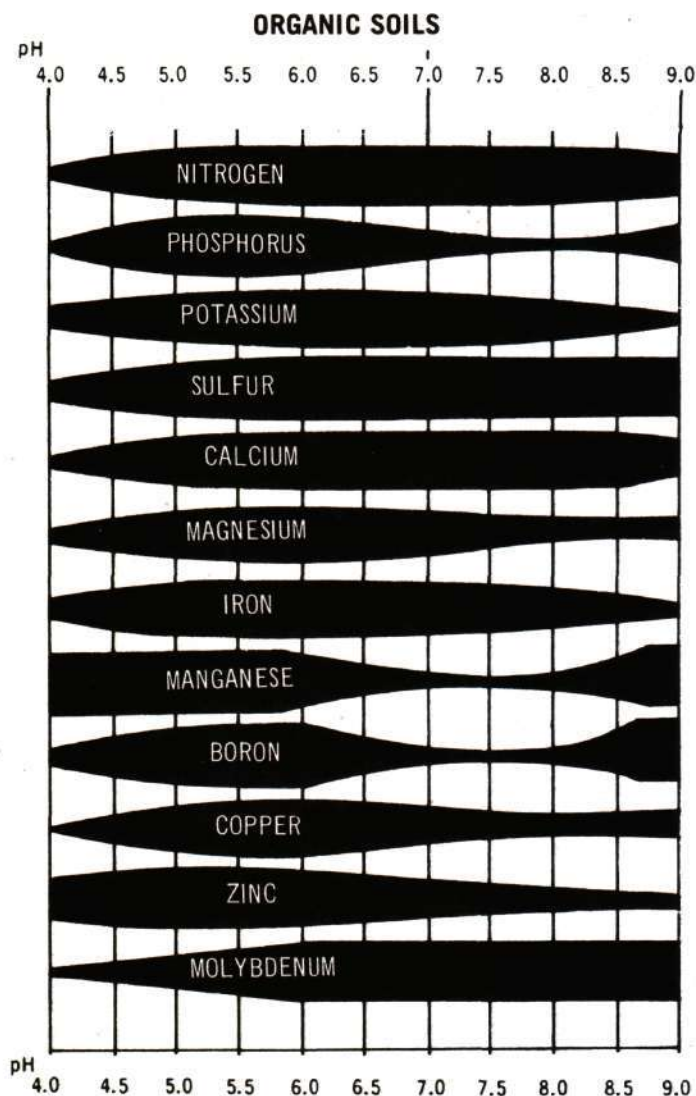 ORGANIC SOILS
pH
4.0 4.5 5.0 5.5 6.0 7.0 7.5 8.0 8.5 9.0
NITROGEN
PHOSPHORUS
POTASSIUM
SULFUR
CALCIUM
MAGNESIUM
IRON
MANGANESE
BORON
COPPER
ZINC
MOLYBDENUM
pH
4.0 4.5 5.0 5.5 6.0 6.5 7.0 7.5 8.0 8.5 9.0